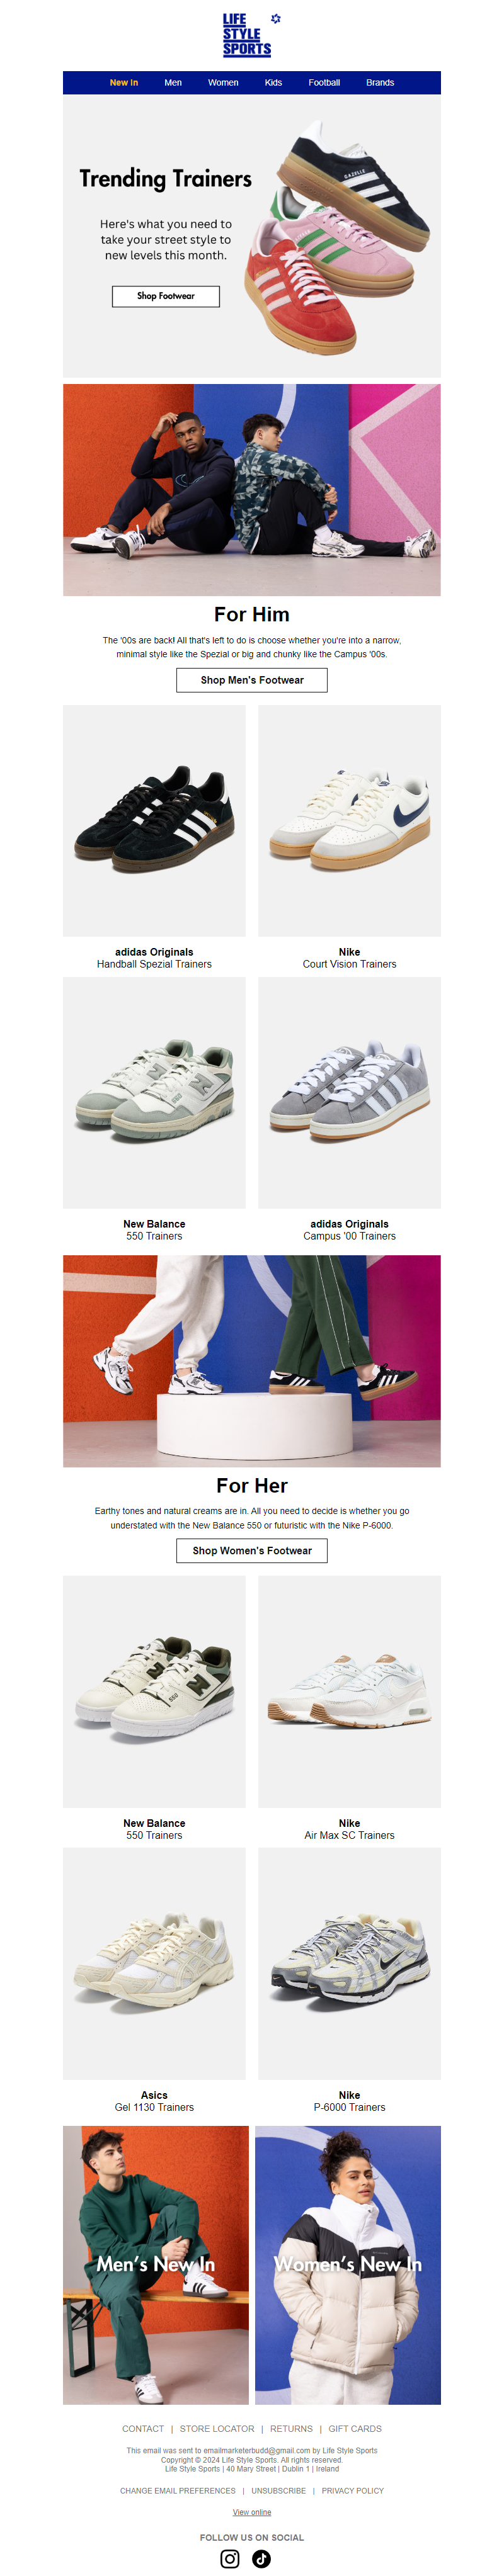 LIFE
STYLE
SPORTS
New In Men Women Kids Football Brands
Trending Trainers
Here's what you need to
take your street style to
new levels this month.
Shop Footwear
GAZELLE
For Him
The '00s are back! All that's left to do is choose whether you're into a narrow,
minimal style like the Spezial or big and chunky like the Campus '00s.
Shop Men's Footwear
adidas Originals
Handball Spezial Trainers
Nike
Court Vision Trainers
New Balance
550 Trainers
adidas Originals
Campus '00 Trainers
For Her
Earthy tones and natural creams are in. All you need to decide is whether you go
understated with the New Balance 550 or futuristic with the Nike P-6000.
Shop Women's Footwear
550
New Balance
550 Trainers
Nike
Air Max SC Trainers
Asics
Gel 1130 Trainers
Nike
P-6000 Trainers
Men's New In
Women's New In
CONTACT | STORE LOCATOR | RETURNS | GIFT CARDS
This email was sent to emailmarketerbudd@gmail.com by Life Style Sports
Copyright © 2024 Life Style Sports. All rights reserved.
Life Style Sports | 40 Mary Street | Dublin 1 | Ireland
CHANGE EMAIL PREFERENCES | UNSUBSCRIBE | PRIVACY POLICY
View online
FOLLOW US ON SOCIAL